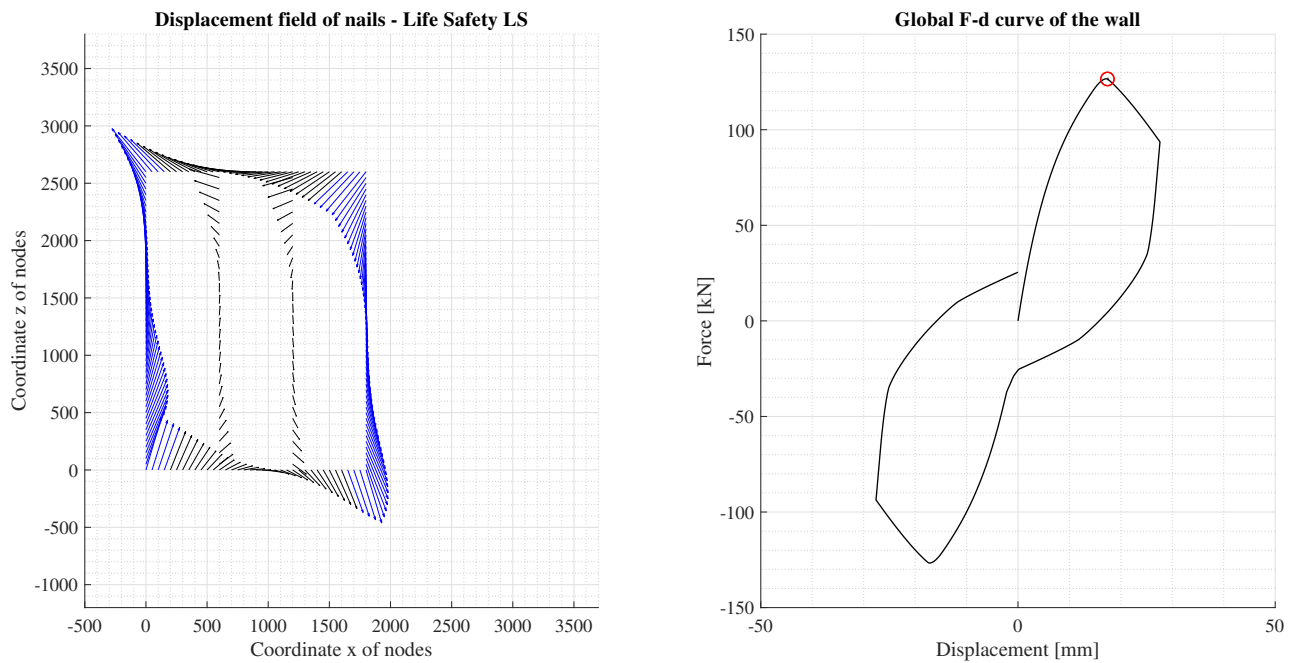 Displacement field of nails - Life Safety LS
3500
3000
2500
2000
1500
1000
500
0
-500
-1000
-500 0 500 1000 1500 2000 2500 3000 3500
Coordinate z of nodes
Coordinate x of nodes
Global F-d curve of the wall
150
100
50
0
-50
-100
-150
-50 0 50
Force [kN]
Displacement [mm]